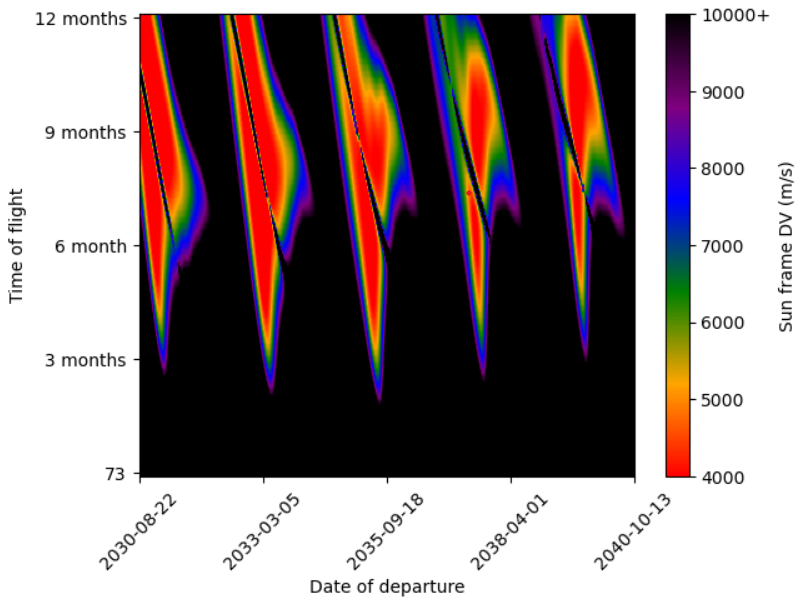 12 months
9 months
6 month
3 months
73
Time of flight
2030-08-22
2033-03-05
2035-09-18
2038-04-01
2040-10-13
Date of departure
10000+
9000
8000
7000
6000
5000
4000
Sun frame DV (m/s)